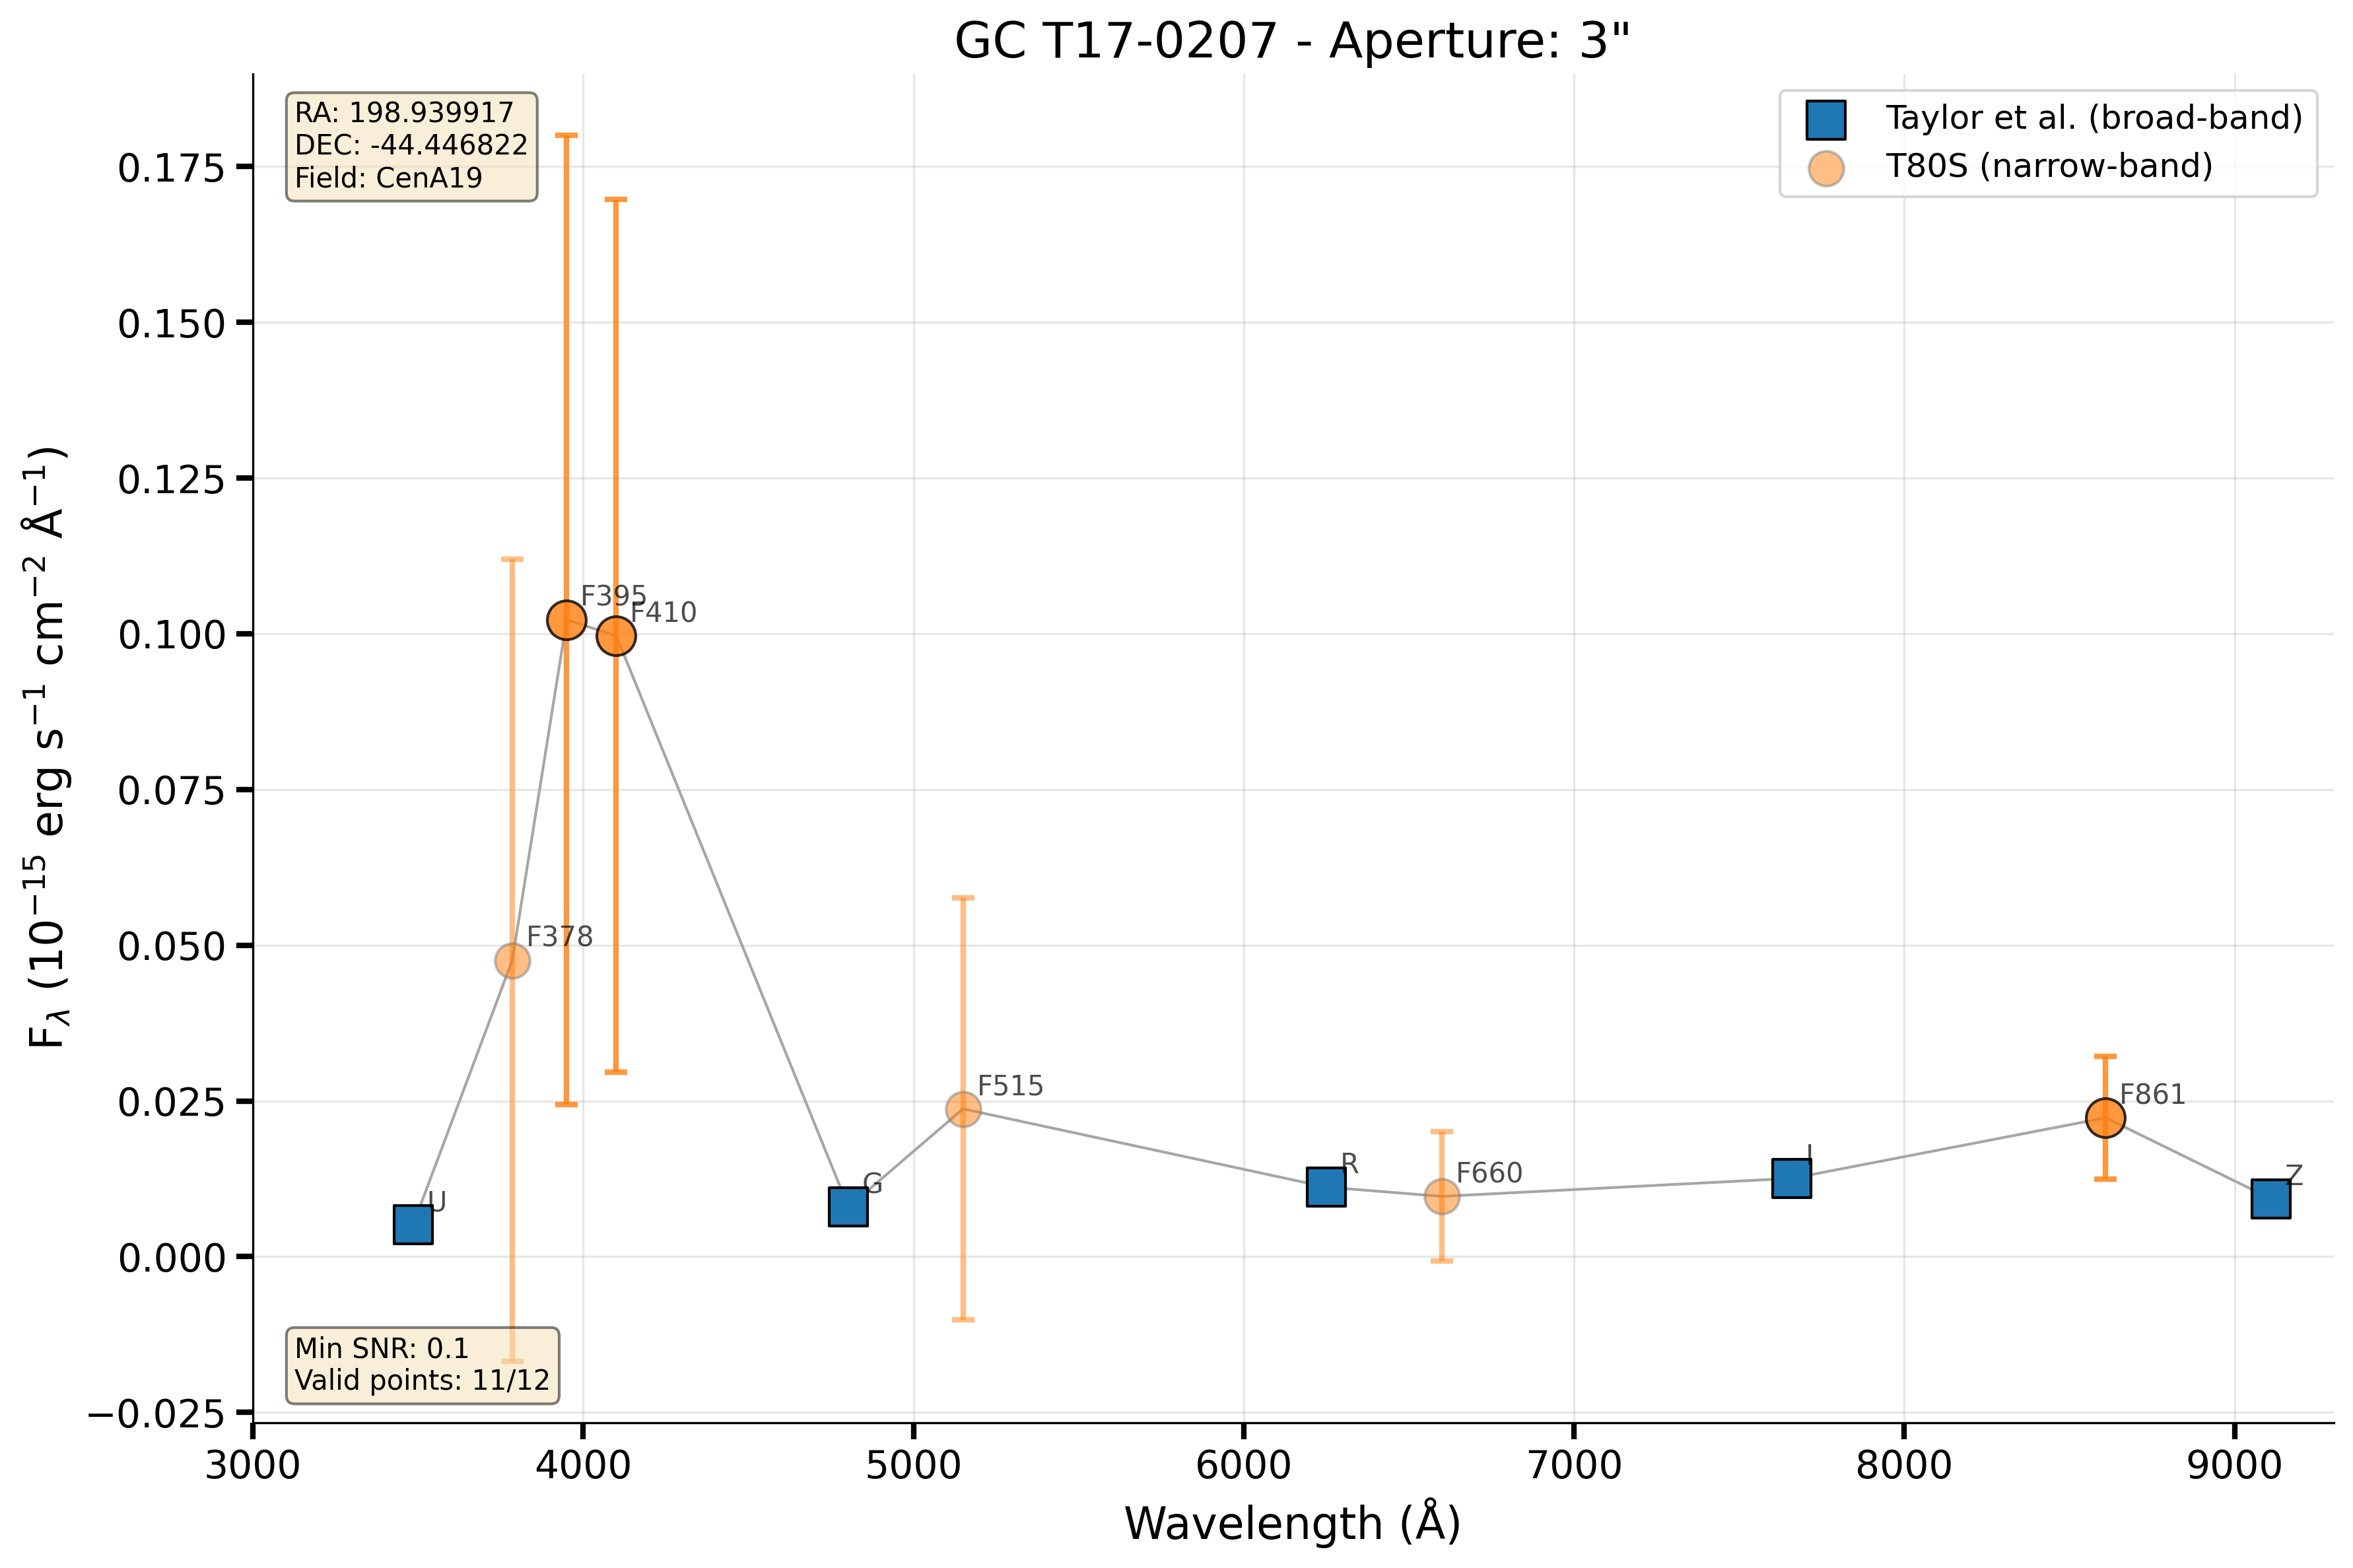 GC T17-0207 - Aperture: 3"
RA: 198.939917
DEC: -44.446822
Field: CenA19
Taylor et al. (broad-band)
T80S (narrow-band)
F_λ (10⁻¹⁵ erg s⁻¹ cm⁻² Å⁻¹)
0.175
0.150
0.125
0.100
0.075
0.050
0.025
0.000
−0.025
U
F378
F395
F410
G
F515
R
F660
I
F861
Z
Min SNR: 0.1
Valid points: 11/12
3000 4000 5000 6000 7000 8000 9000
Wavelength (Å)